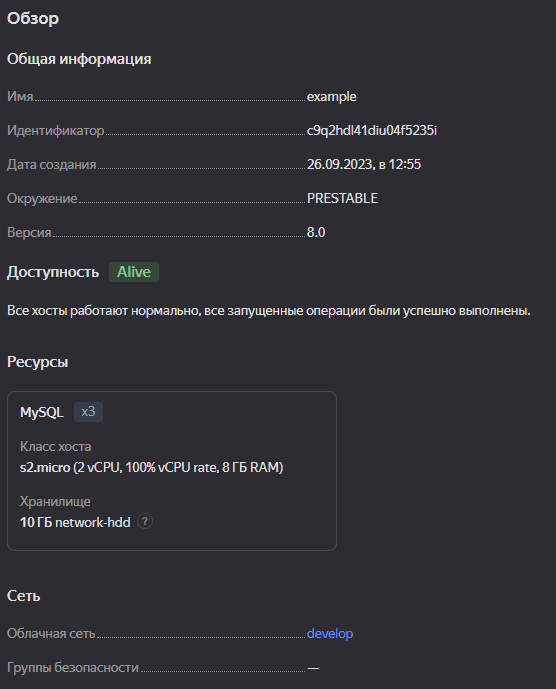 Обзор
Общая информация
Имя example
Идентификатор c9q2hdl41diu04f5235i
Дата создания 26.09.2023, в 12:55
Окружение PRESTABLE
Версия 8.0
Доступность Alive
Все хосты работают нормально, все запущенные операции были успешно выполнены.
Ресурсы
MySQL x3
Класс хоста
s2.micro (2 vCPU, 100% vCPU rate, 8 ГБ RAM)
Хранилище
10 ГБ network-hdd ?
Сеть
Облачная сеть develop
Группы безопасности —